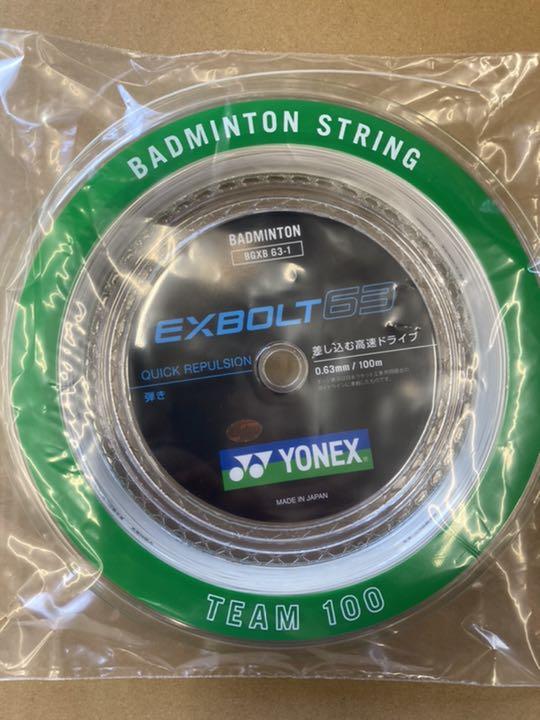 BADMINTON STRING
BADMINTON
BGXB 63-1
EXBOLT63
QUICK REPULSION
弾き
差し込む高速ドライブ
0.63mm / 100m
YONEX
MADE IN JAPAN
TEAM 100